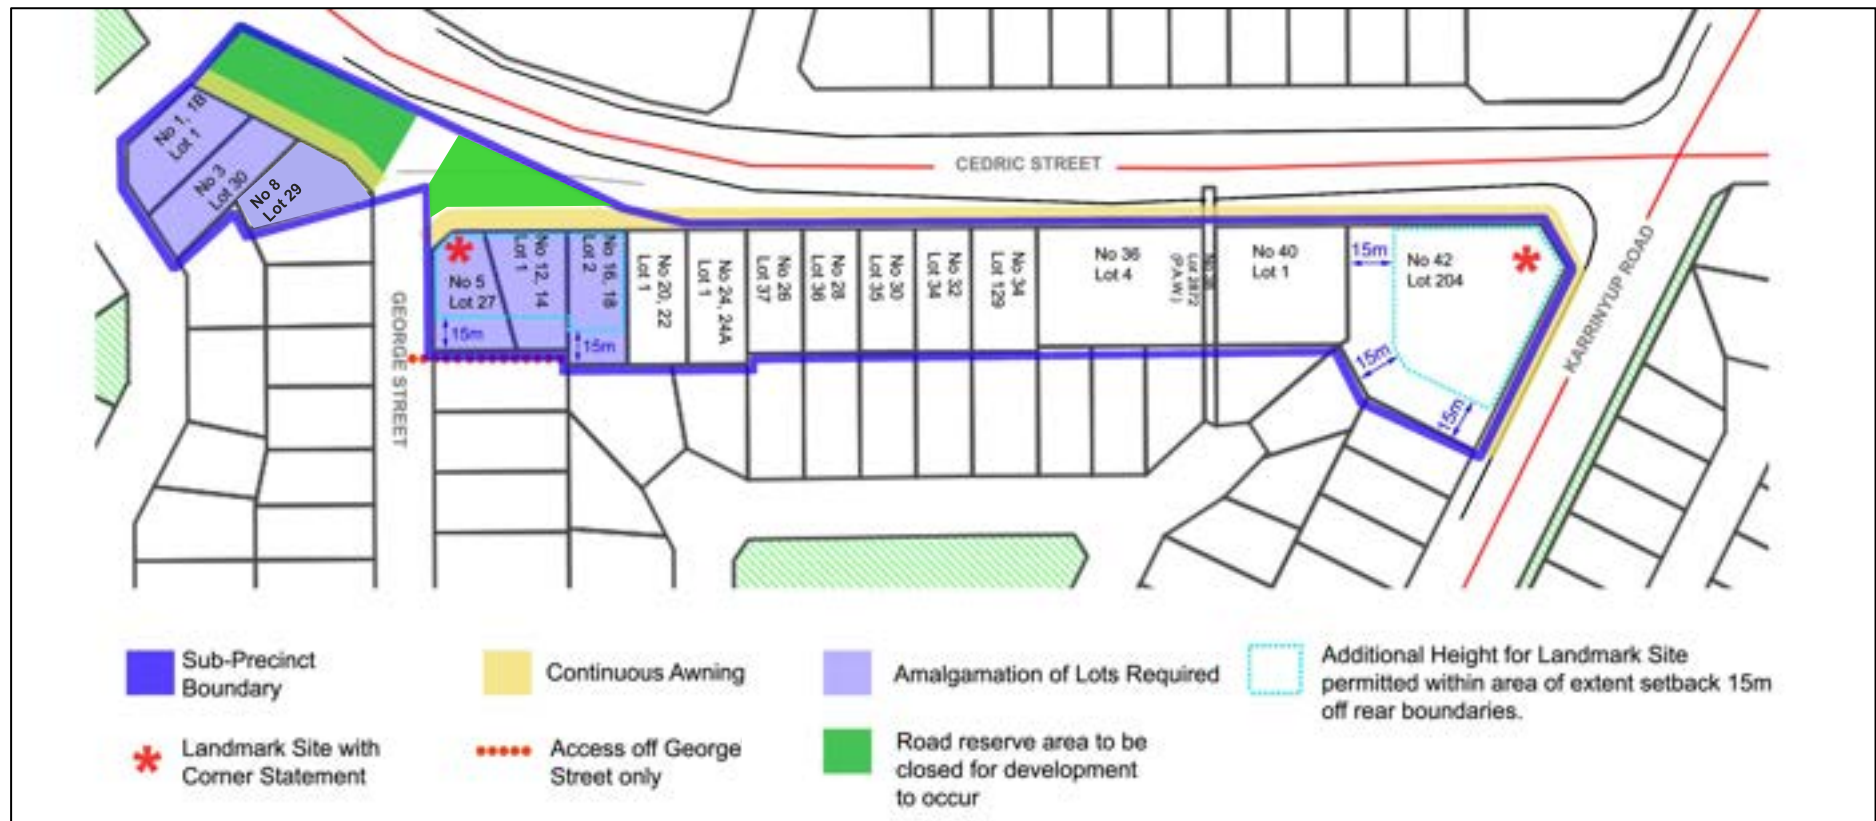 CEDRIC STREET
KARRINYUP ROAD
GEORGE STREET
No 1, 1B
Lot 1
No 3
Lot 30
No 8
Lot 29
No 5
Lot 27
15m
No 12, 14
Lot 1
No 16, 18
Lot 2
15m
No 20, 22
Lot 1
No 24, 24A
Lot 1
No 26
Lot 37
No 28
Lot 36
No 30
Lot 35
No 32
Lot 34
No 34
Lot 129
No 36
Lot 4
No 38
Lot 2872
(P.A.W.)
No 40
Lot 1
15m
No 42
Lot 204
15m
15m
Sub-Precinct
Boundary
Continuous Awning
Amalgamation of Lots Required
Additional Height for Landmark Site
permitted within area of extent setback 15m
off rear boundaries.
Landmark Site with
Corner Statement
Access off George
Street only
Road reserve area to be
closed for development
to occur